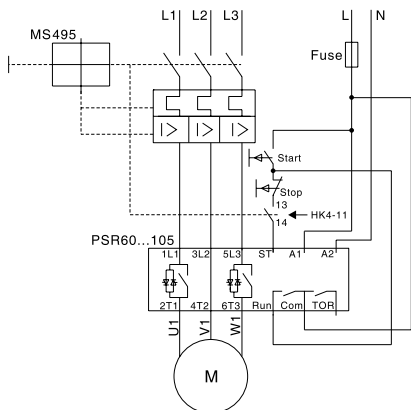 L1 L2 L3 L N
MS495
Fuse
Start
Stop
13
14
HK4-11
PSR60...105
1L1 3L2 5L3 ST A1 A2
2T1 4T2 6T3 Run Com TOR
U1 V1 W1
M